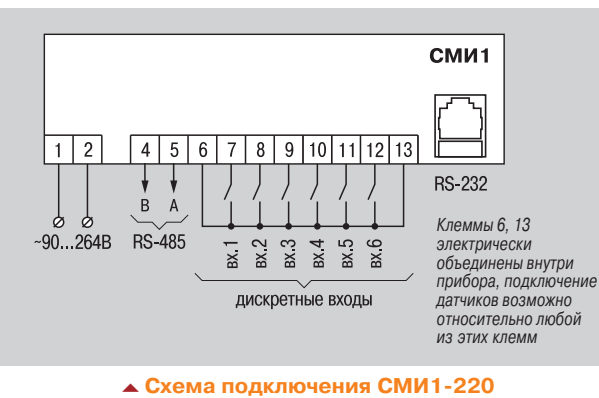 СМИ1
1 2 4 5 6 7 8 9 10 11 12 13
RS-232
B A
~90...264В RS-485
вх.1 вх.2 вх.3 вх.4 вх.5 вх.6
дискретные входы
Клеммы 6, 13
электрически
объединены внутри
прибора, подключение
датчиков возможно
относительно любой
из этих клемм
Схема подключения СМИ1-220